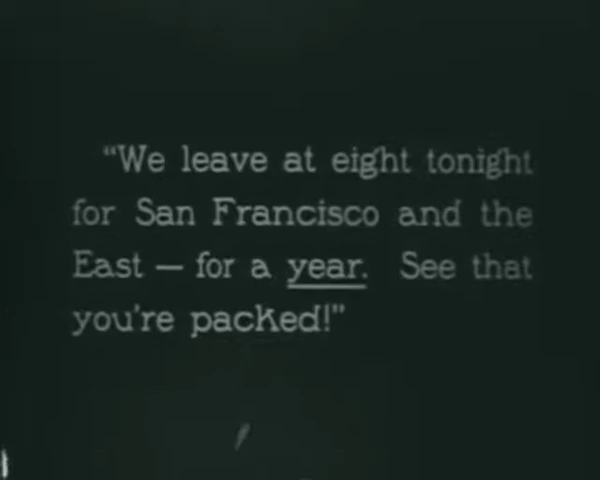 "We leave at eight tonight
for San Francisco and the
East — for a year. See that
you're packed!"